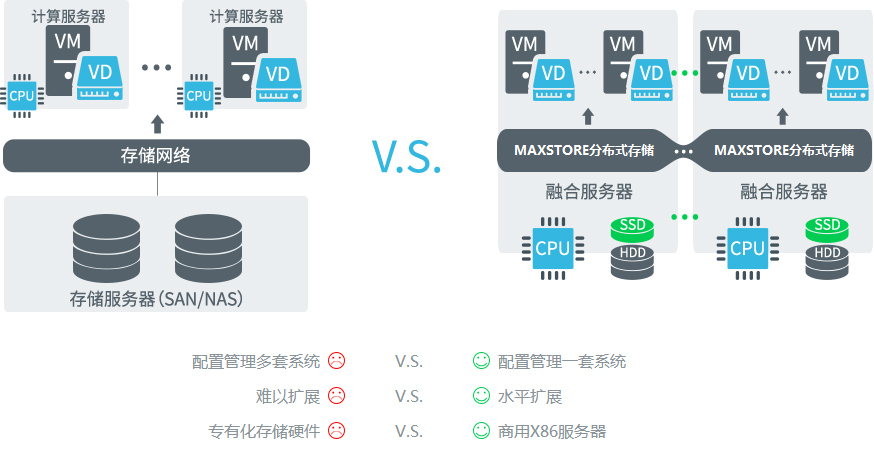 计算服务器
VM
VD
CPU
计算服务器
VM
VD
CPU
存储网络
存储服务器(SAN/NAS)
V.S.
VM
VD
VM
VD
VM
VD
VM
VD
MAXSTORE分布式存储
MAXSTORE分布式存储
融合服务器
融合服务器
CPU
SSD
HDD
CPU
SSD
HDD
配置管理多套系统 V.S. 配置管理一套系统
难以扩展 V.S. 水平扩展
专有化存储硬件 V.S. 商用X86服务器